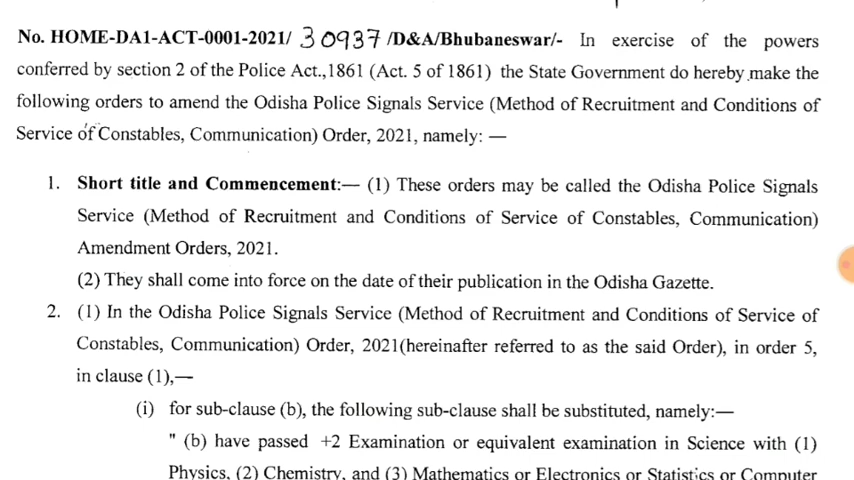 No. HOME-DA1-ACT-0001-2021/ 30937 /D&A/Bhubaneswar/- In exercise of the powers
conferred by section 2 of the Police Act.,1861 (Act. 5 of 1861) the State Government do hereby make the
following orders to amend the Odisha Police Signals Service (Method of Recruitment and Conditions of
Service of Constables, Communication) Order, 2021, namely: —
1. Short title and Commencement:— (1) These orders may be called the Odisha Police Signals
Service (Method of Recruitment and Conditions of Service of Constables, Communication)
Amendment Orders, 2021.
(2) They shall come into force on the date of their publication in the Odisha Gazette.
2. (1) In the Odisha Police Signals Service (Method of Recruitment and Conditions of Service of
Constables, Communication) Order, 2021(hereinafter referred to as the said Order), in order 5,
in clause (1),—
(i) for sub-clause (b), the following sub-clause shall be substituted, namely:—
" (b) have passed +2 Examination or equivalent examination in Science with (1)
Physics, (2) Chemistry, and (3) Mathematics or Electronics or Statistics or Computer